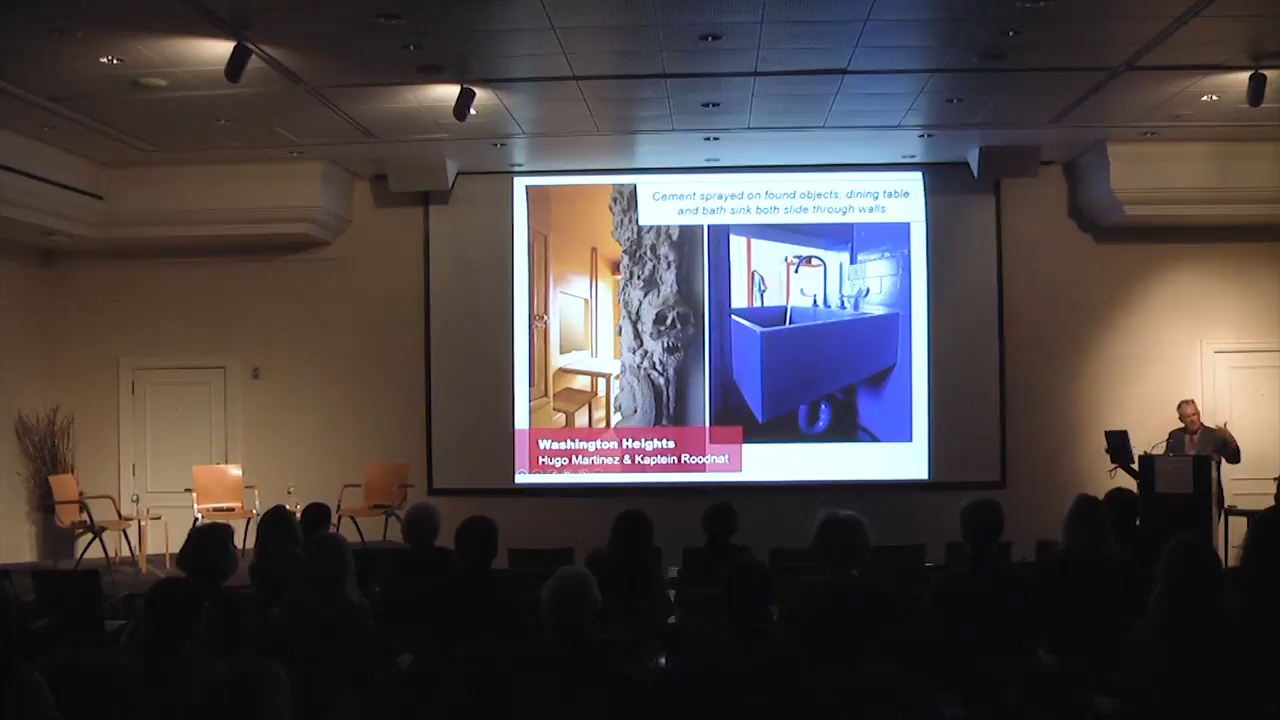 Cement sprayed on found objects; dining table
and bath sink both slide through walls
Washington Heights
Hugo Martinez & Kaptein Roodnat